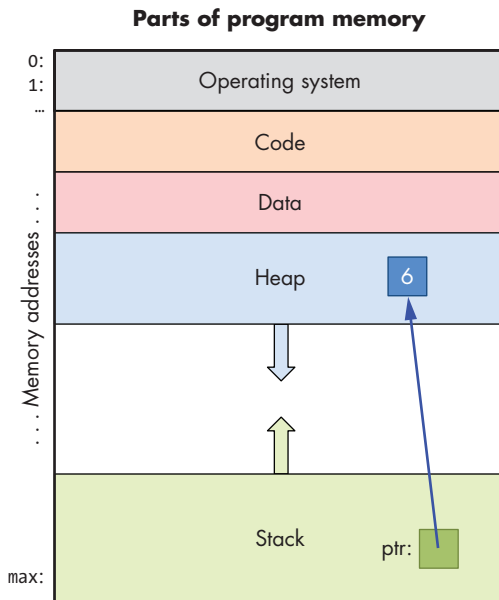 Parts of program memory
0:
1:
…
Operating system
Code
Data
Heap
6
. . . . Memory addresses . . . .
Stack
ptr:
max: